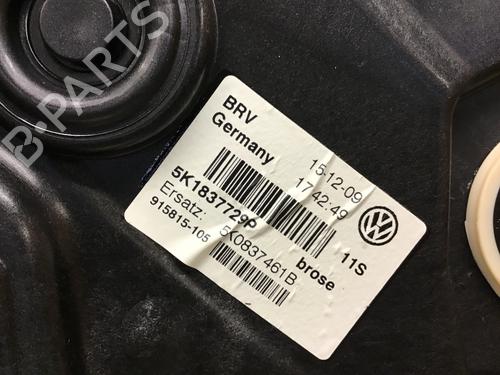 B-PARTS
BRV
Germany
15-12-09
17:42:49
5K1837729P
11S
Ersatz:
5K0837461B
brose
915815-105